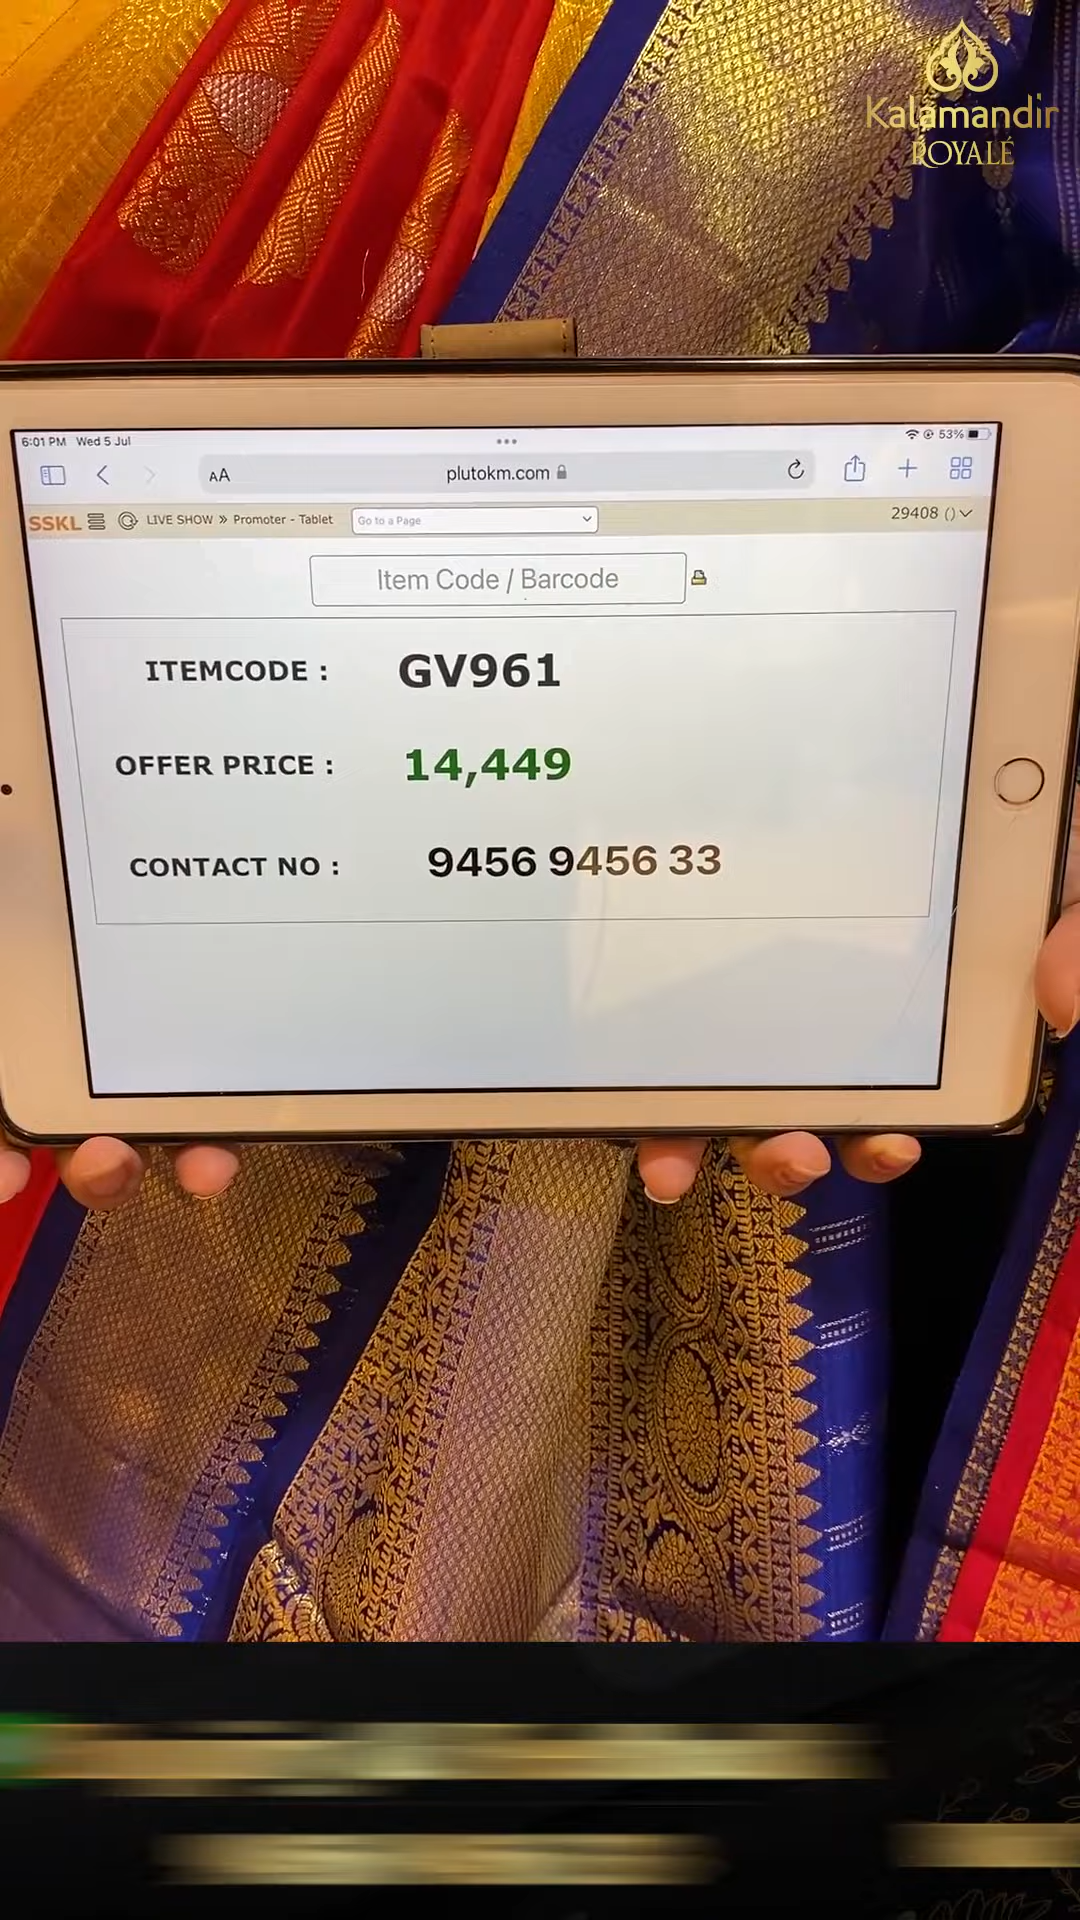 Kalamandir
ROYALÉ
6:01 PM Wed 5 Jul
53%
AA
plutokm.com
SSKL
LIVE SHOW » Promoter - Tablet
Go to a Page
29408 ()
Item Code / Barcode
ITEMCODE : GV961
OFFER PRICE : 14,449
CONTACT NO : 9456 9456 33